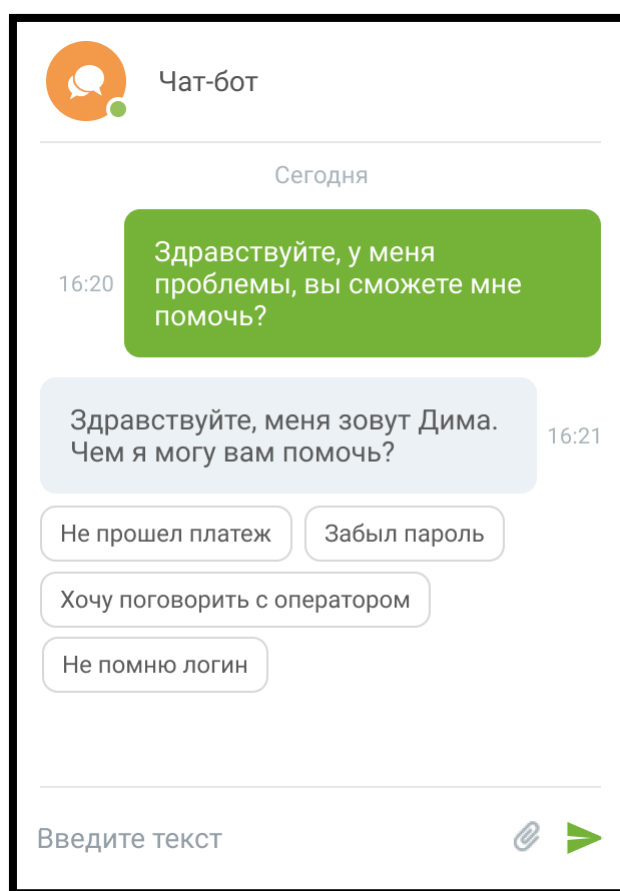 Чат-бот
Сегодня
Здравствуйте, у меня
16:20
проблемы, вы сможете мне
помочь?
Здравствуйте, меня зовут Дима.
16:21
Чем я могу вам помочь?
Не прошел платеж
Забыл пароль
Хочу поговорить с оператором
Не помню логин
Введите текст